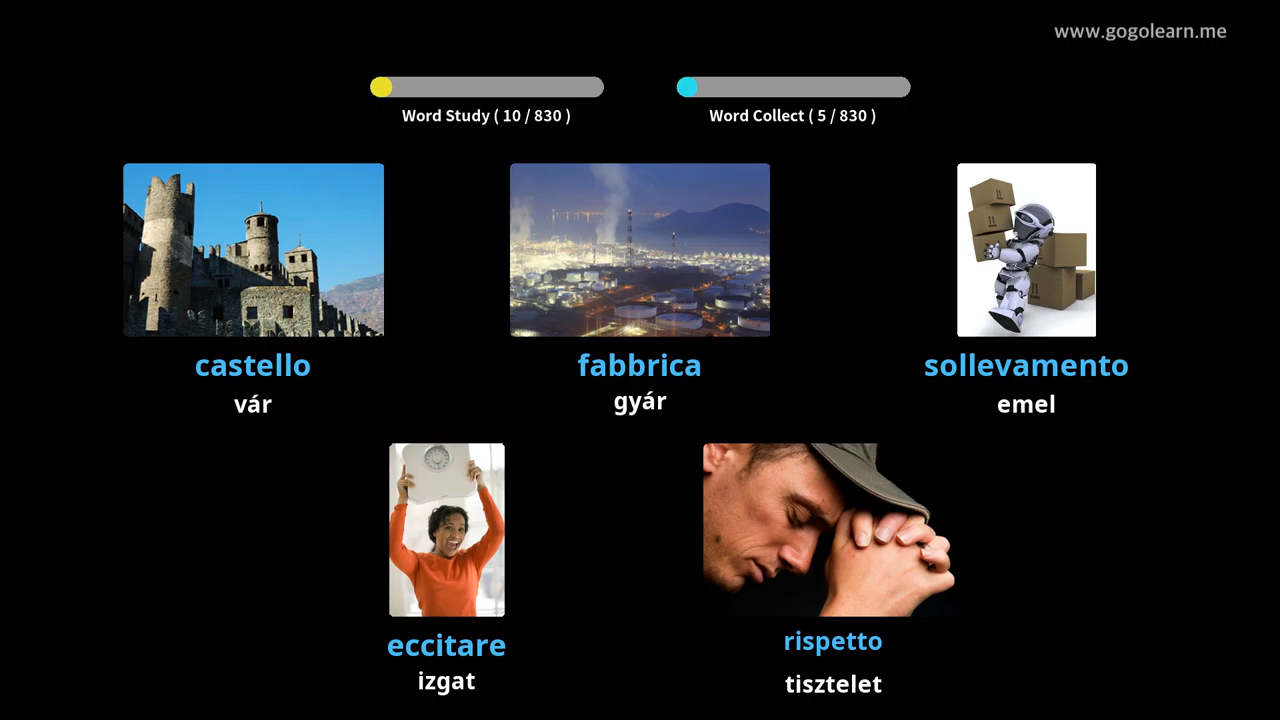 www.gogolearn.me
Word Study ( 10 / 830 )
Word Collect ( 5 / 830 )
castello
vár
fabbrica
gyár
sollevamento
emel
eccitare
izgat
rispetto
tisztelet